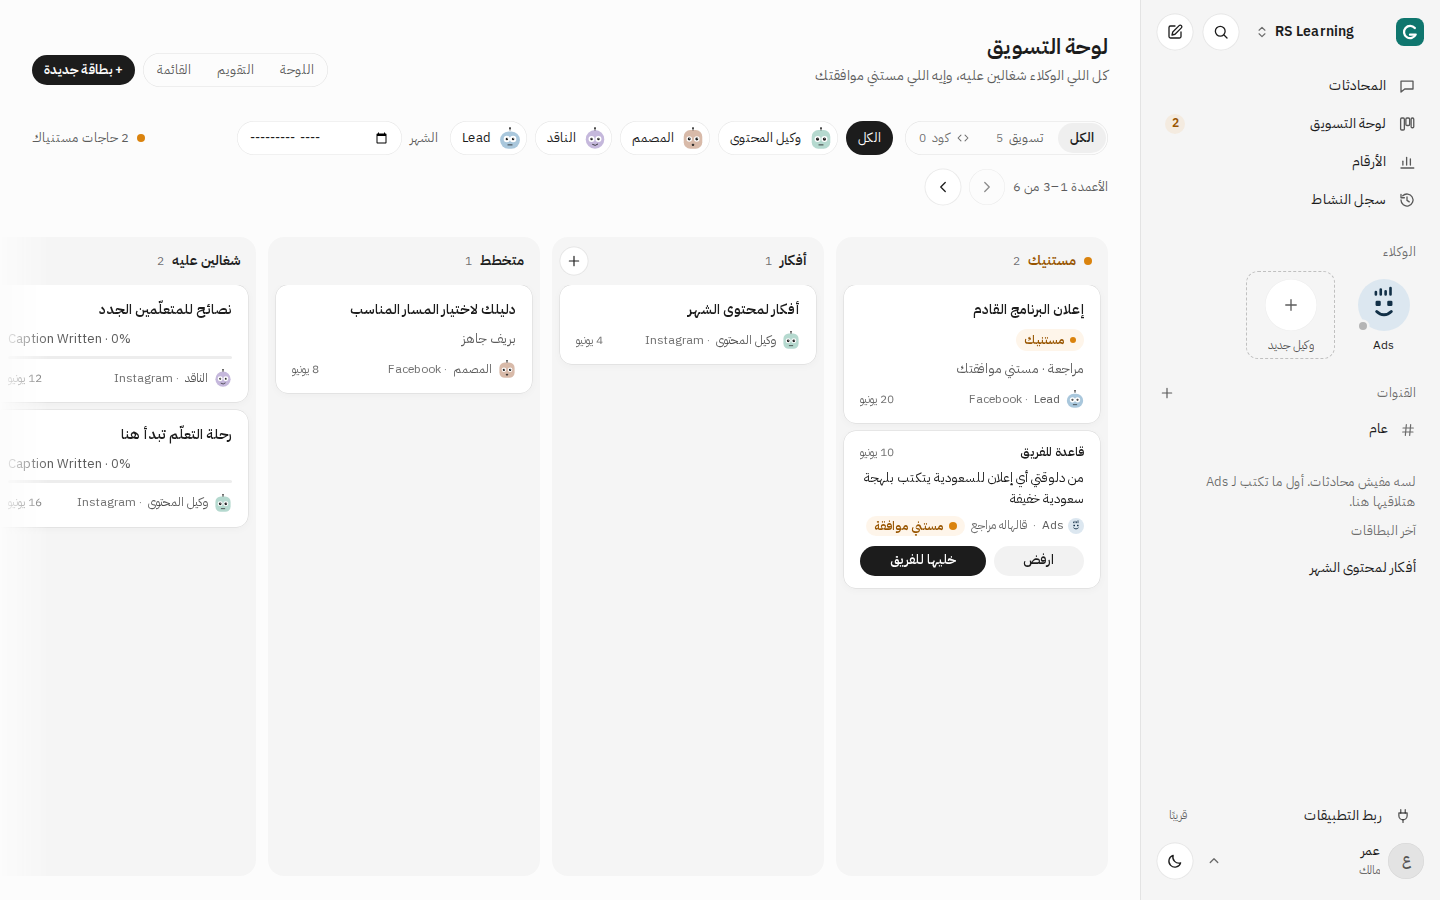 RS Learning
المحادثات
لوحة التسويق
2
الأرقام
سجل النشاط
الوكلاء
Ads
وكيل جديد
القنوات
عام
لسه مفيش محادثات. أول ما تكتب لـ Ads
هتلاقيها هنا.
آخر البطاقات
أفكار لمحتوى الشهر
ربط التطبيقات
قريبًا
ع
عمر
مالك
لوحة التسويق
كل اللي الوكلاء شغالين عليه، وإيه اللي مستني موافقتك
اللوحة
التقويم
القائمة
+ بطاقة جديدة
الكل
تسويق 5
كود 0
الكل
وكيل المحتوى
المصمم
الناقد
Lead
الشهر
--------- ----
2 حاجات مستنياك
الأعمدة 1–3 من 6
مستنيك 2
إعلان البرنامج القادم
مستنيك
مراجعة · مستني موافقتك
Lead · Facebook
20 يونيو
قاعدة للفريق
10 يونيو
من دلوقتي أي إعلان للسعودية يتكتب بلهجة
سعودية خفيفة
Ads · قالهاله مراجع
مستني موافقة
ارفض
خليها للفريق
أفكار 1
أفكار لمحتوى الشهر
وكيل المحتوى · Instagram
4 يونيو
متخطط 1
دليلك لاختيار المسار المناسب
بريف جاهز
المصمم · Facebook
8 يونيو
شغالين عليه 2
نصائح للمتعلّمين الجدد
Caption Written · 0%
الناقد · Instagram
12 يونيو
رحلة التعلّم تبدأ هنا
Caption Written · 0%
وكيل المحتوى · Instagram
16 يونيو